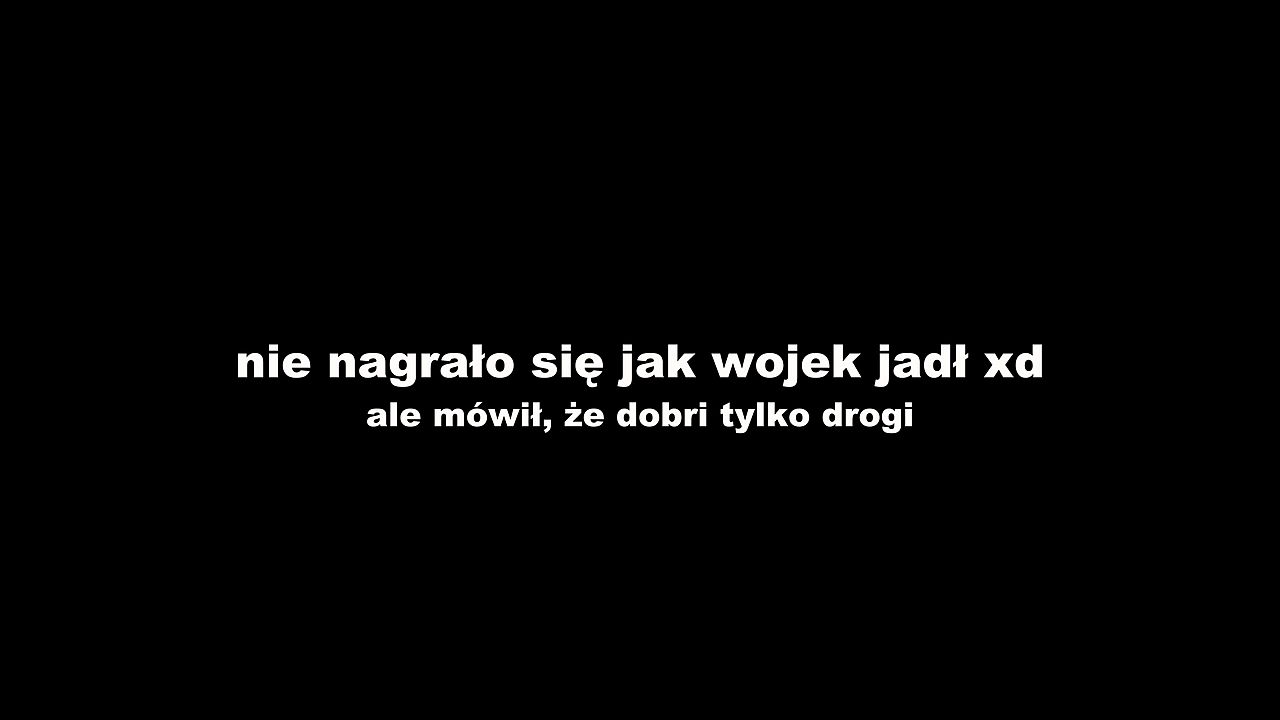 nie nagrało się jak wojek jadł xd
ale mówił, że dobri tylko drogi